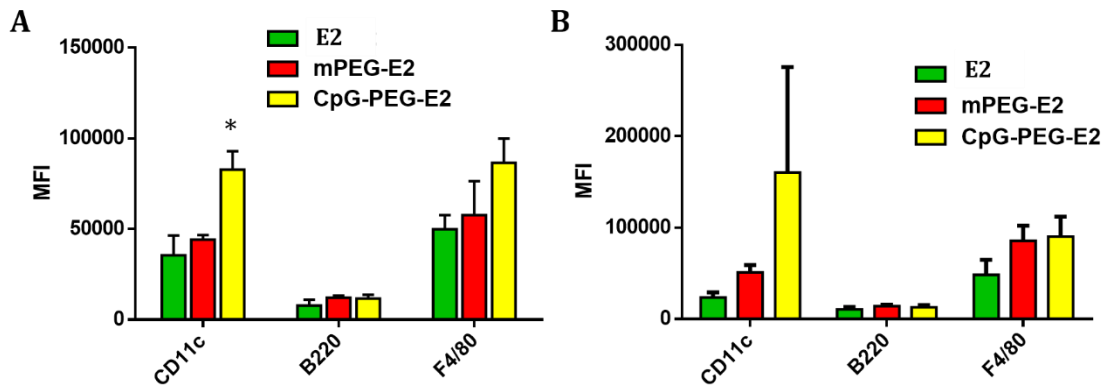 A
150000
100000
50000
0
MFI
E2
mPEG-E2
CpG-PEG-E2
*
CD11c
B220
F4/80
B
300000
200000
100000
0
MFI
E2
mPEG-E2
CpG-PEG-E2
CD11c
B220
F4/80